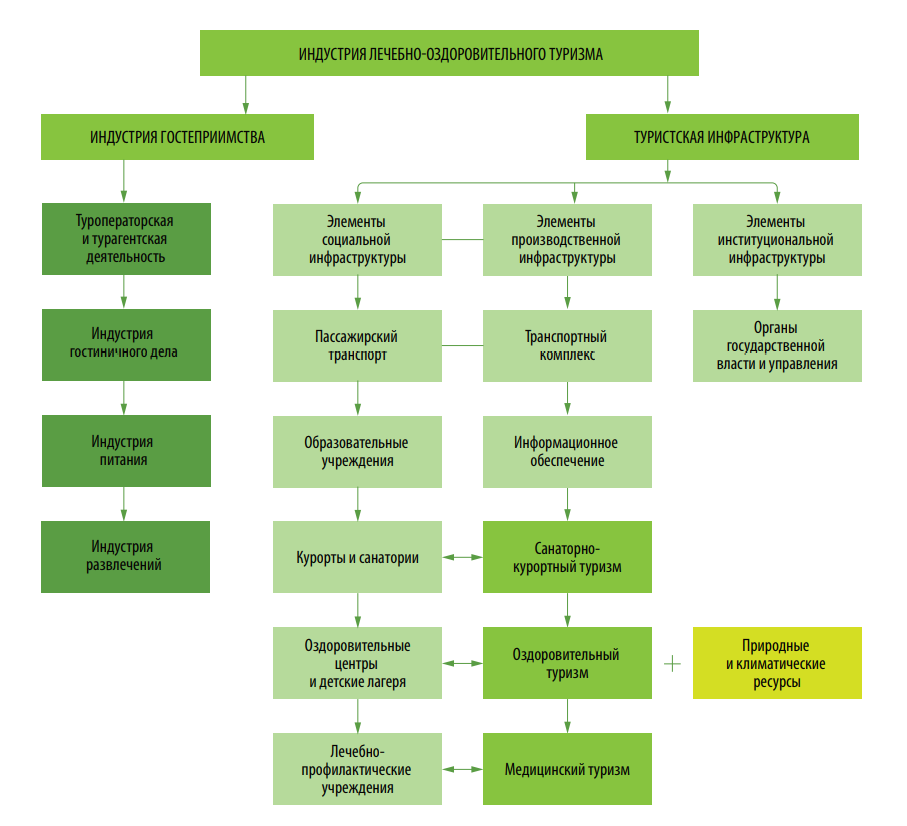 ИНДУСТРИЯ ЛЕЧЕБНО-ОЗДОРОВИТЕЛЬНОГО ТУРИЗМА
ИНДУСТРИЯ ГОСТЕПРИИМСТВА
ТУРИСТСКАЯ ИНФРАСТРУКТУРА
Туроператорская
и турагентская
деятельность
Индустрия
гостиничного дела
Индустрия
питания
Индустрия
развлечений
Элементы
социальной
инфраструктуры
Пассажирский
транспорт
Образовательные
учреждения
Курорты и санатории
Оздоровительные
центры
и детские лагеря
Лечебно-
профилактические
учреждения
Элементы
производственной
инфраструктуры
Транспортный
комплекс
Информационное
обеспечение
Санаторно-
курортный туризм
Оздоровительный
туризм
Медицинский туризм
Элементы
институциональной
инфраструктуры
Органы
государственной
власти и управления
+
Природные
и климатические
ресурсы